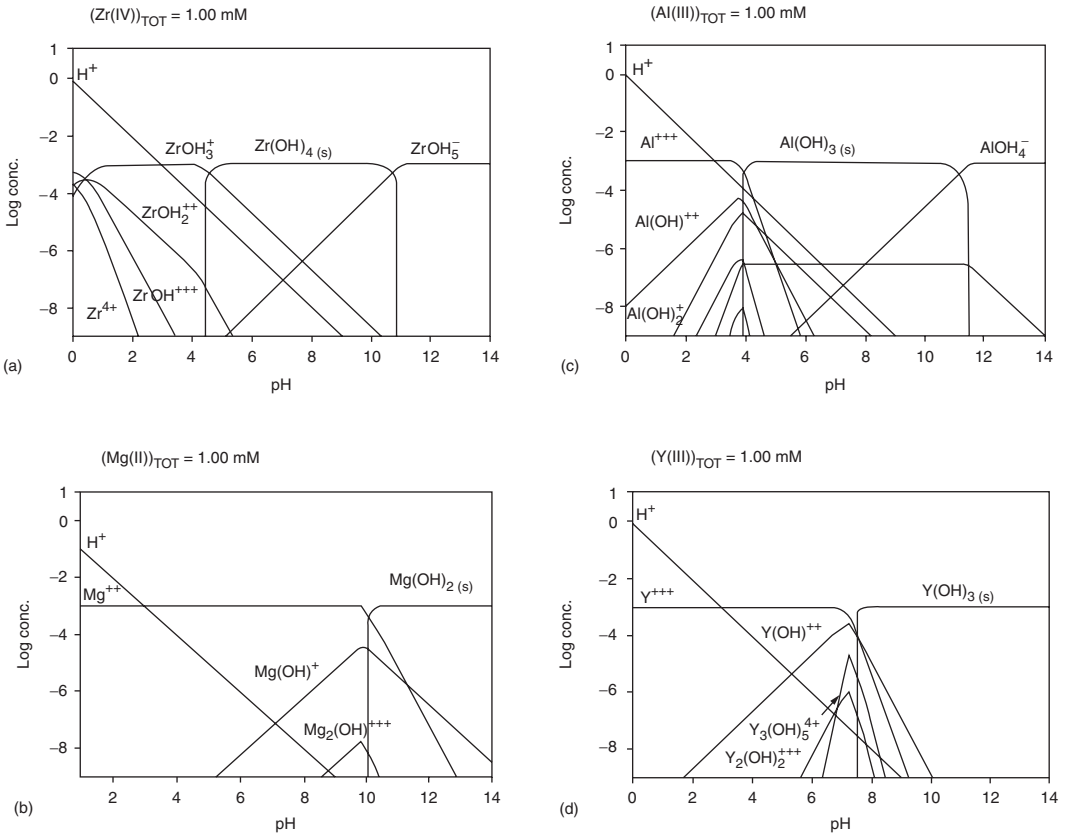 (Zr(IV))TOT = 1.00 mM
1
0
−2
−4
−6
−8
Log conc.
H+
ZrOH3+
Zr(OH)4 (s)
ZrOH5−
ZrOH2++
ZrOH+++
Zr4+
0 2 4 6 8 10 12 14
pH
(a)
(Al(III))TOT = 1.00 mM
1
0
−2
−4
−6
−8
Log conc.
H+
Al+++
Al(OH)3 (s)
AlOH4−
Al(OH)++
Al(OH)2+
0 2 4 6 8 10 12 14
pH
(c)
(Mg(II))TOT = 1.00 mM
1
0
−2
−4
−6
−8
Log conc.
H+
Mg++
Mg(OH)2 (s)
Mg(OH)+
Mg2(OH)+++
2 4 6 8 10 12 14
pH
(b)
(Y(III))TOT = 1.00 mM
1
0
−2
−4
−6
−8
Log conc.
H+
Y+++
Y(OH)3 (s)
Y(OH)++
Y3(OH)54+
Y2(OH)2+++
0 2 4 6 8 10 12 14
pH
(d)